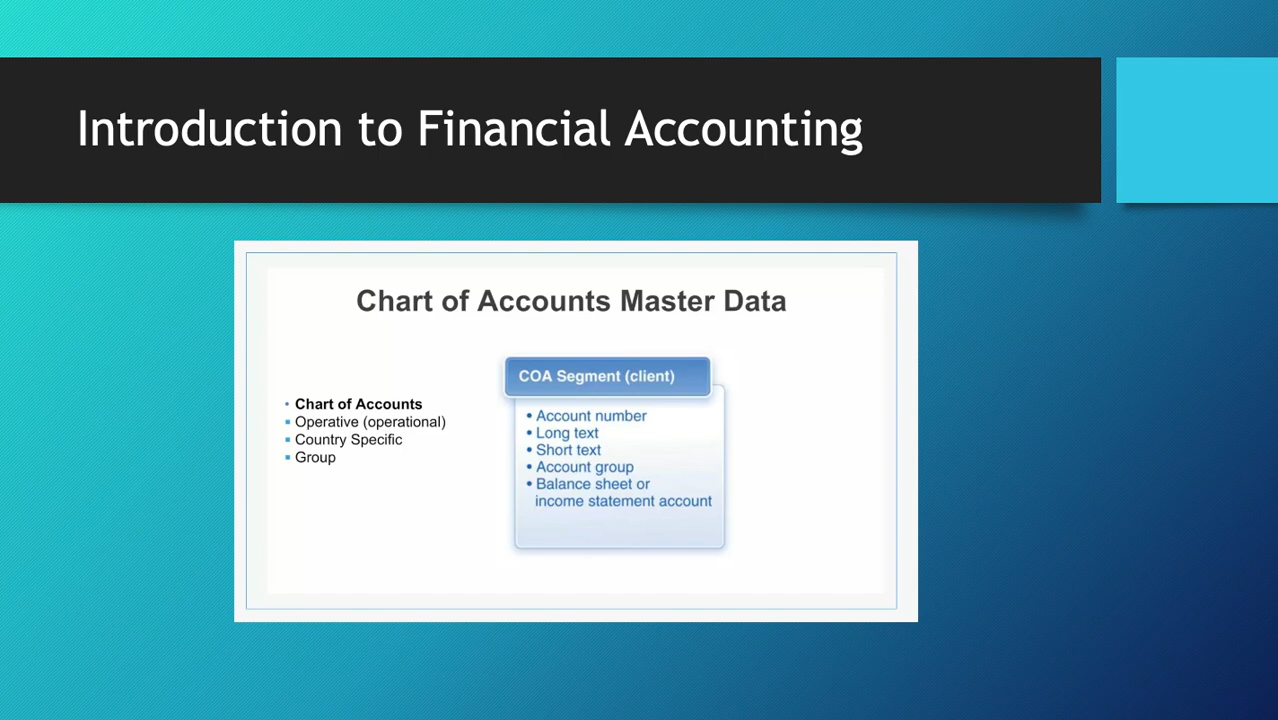 Introduction to Financial Accounting
Chart of Accounts Master Data
• Chart of Accounts
▪ Operative (operational)
▪ Country Specific
▪ Group
COA Segment (client)
• Account number
• Long text
• Short text
• Account group
• Balance sheet or
income statement account